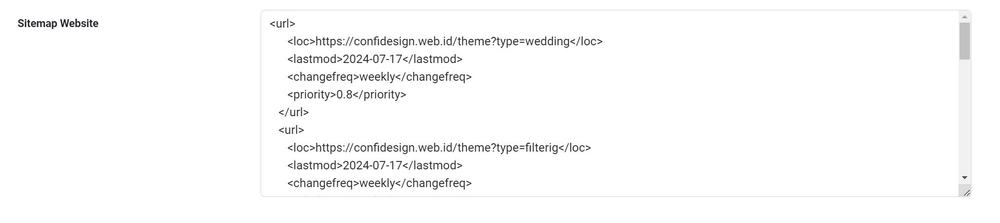 Sitemap Website
<url>
<loc>https://confidesign.web.id/theme?type=wedding</loc>
<lastmod>2024-07-17</lastmod>
<changefreq>weekly</changefreq>
<priority>0.8</priority>
</url>
<url>
<loc>https://confidesign.web.id/theme?type=filterig</loc>
<lastmod>2024-07-17</lastmod>
<changefreq>weekly</changefreq>